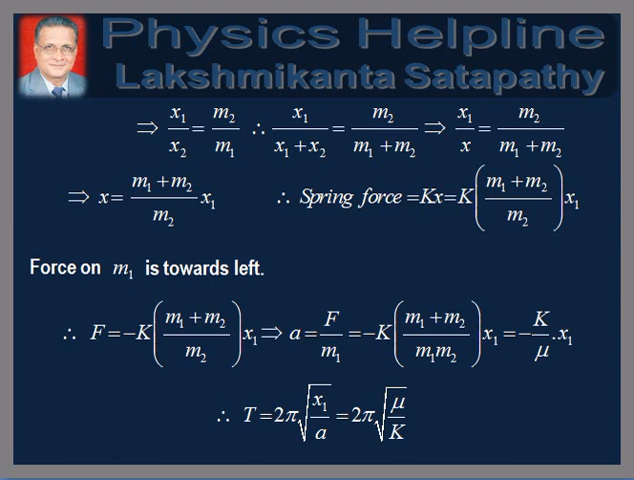 Physics Helpline
Lakshmikanta Satapathy
⇒ x₁/x₂ = m₂/m₁ ∴ x₁/(x₁ + x₂) = m₂/(m₁ + m₂) ⇒ x₁/x = m₂/(m₁ + m₂)
⇒ x = (m₁ + m₂)/m₂ x₁ ∴ Spring force = Kx = K((m₁ + m₂)/m₂)x₁
Force on m₁ is towards left.
∴ F = −K((m₁ + m₂)/m₂)x₁ ⇒ a = F/m₁ = −K((m₁ + m₂)/(m₁m₂))x₁ = −K/μ . x₁
∴ T = 2π√(x₁/a) = 2π√(μ/K)